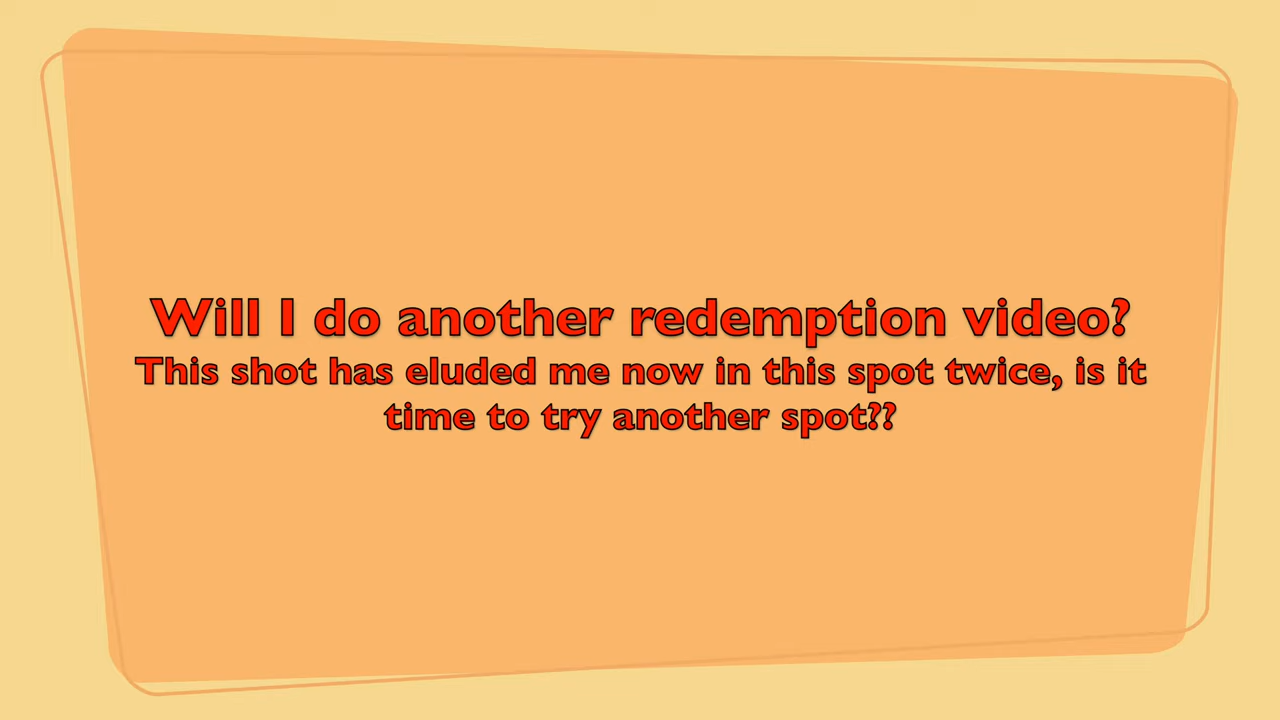 Will I do another redemption video?
This shot has eluded me now in this spot twice, is it
time to try another spot??